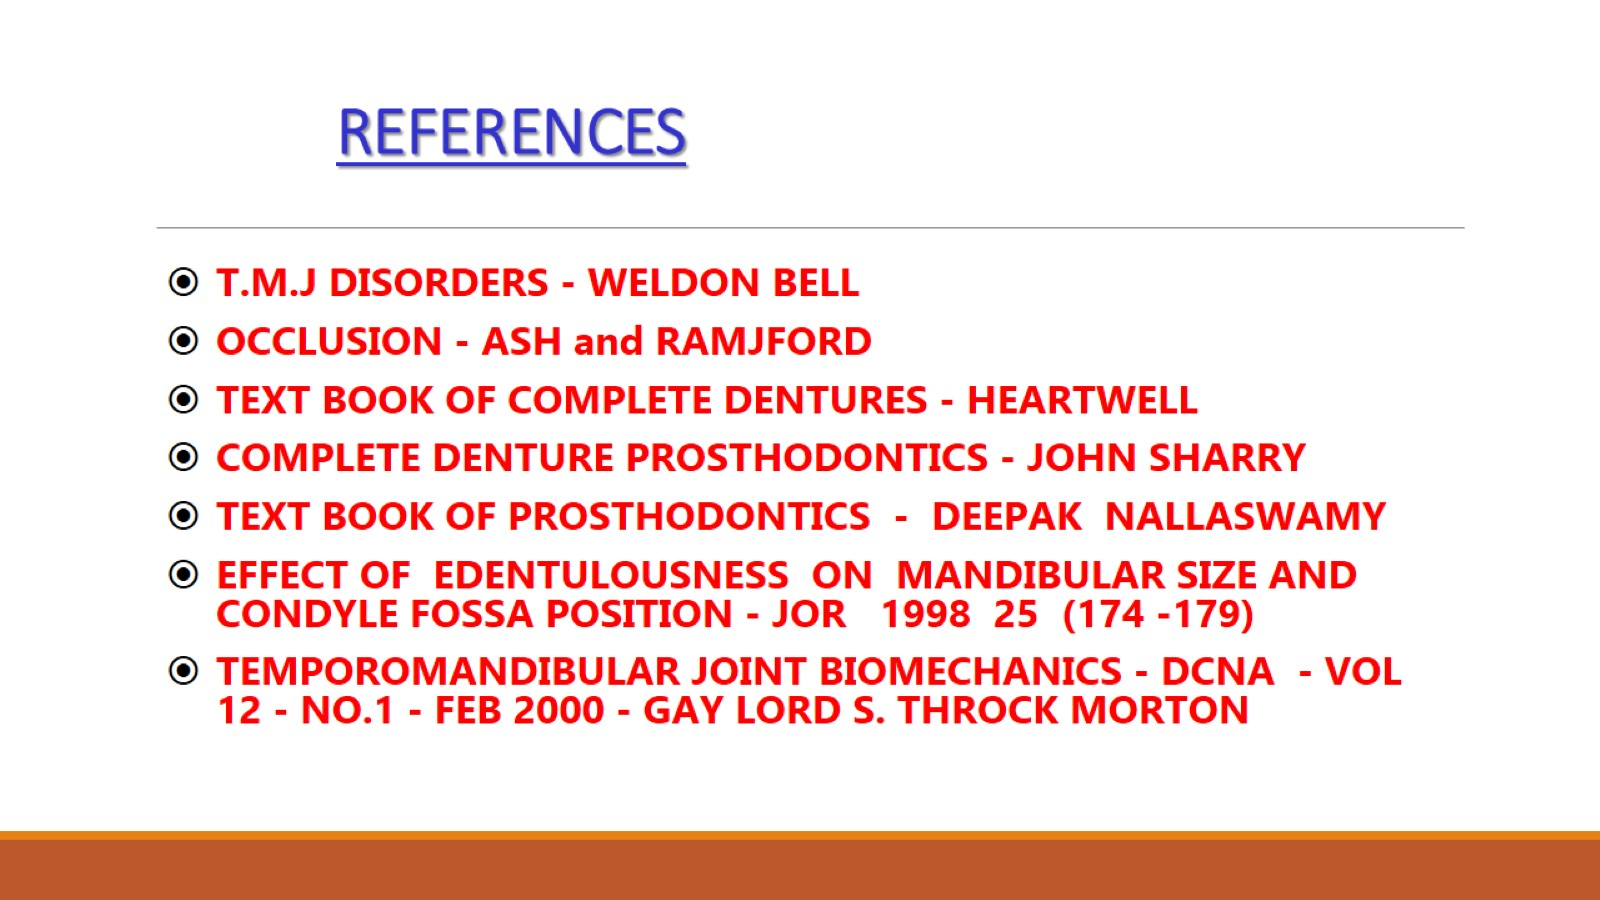 REFERENCES
T.M.J DISORDERS - WELDON BELL
OCCLUSION - ASH and RAMJFORD
TEXT BOOK OF COMPLETE DENTURES - HEARTWELL
COMPLETE DENTURE PROSTHODONTICS - JOHN SHARRY
TEXT BOOK OF PROSTHODONTICS - DEEPAK NALLASWAMY
EFFECT OF EDENTULOUSNESS ON MANDIBULAR SIZE AND
CONDYLE FOSSA POSITION - JOR 1998 25 (174 -179)
TEMPOROMANDIBULAR JOINT BIOMECHANICS - DCNA - VOL
12 - NO.1 - FEB 2000 - GAY LORD S. THROCK MORTON